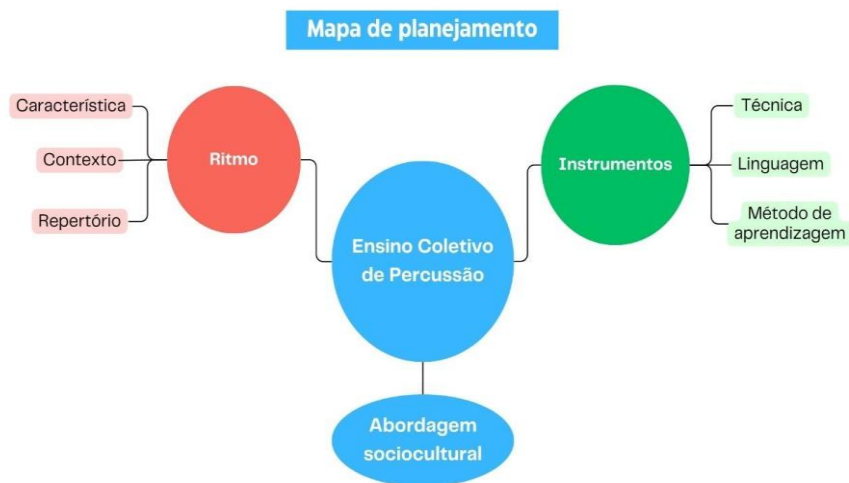 Mapa de planejamento
Característica
Contexto
Repertório
Ritmo
Ensino Coletivo
de Percussão
Instrumentos
Técnica
Linguagem
Método de
aprendizagem
Abordagem
sociocultural